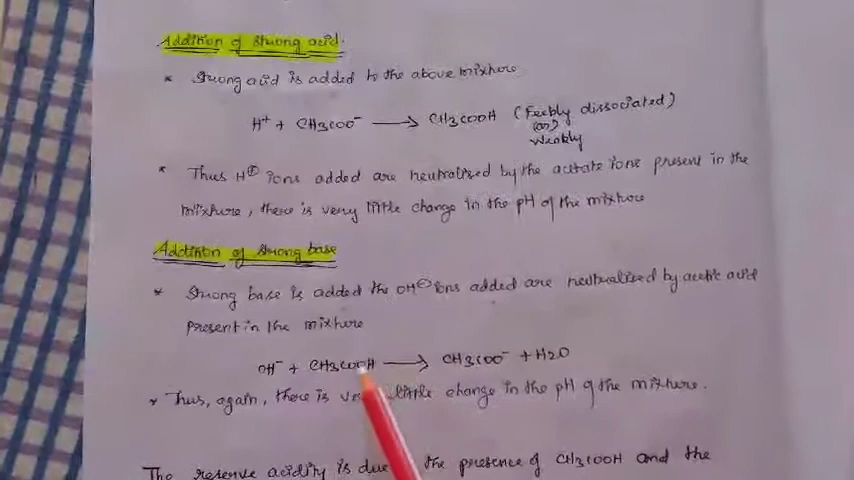 Addition of strong acid.
* Strong acid is added to the above mixture
H⁺ + CH3COO⁻ → CH3COOH (Feebly dissociated)
(or)
weakly
* Thus H⊕ ions added are neutralised by the acetate ions present in the
mixture, there is very little change in the pH of the mixture
Addition of strong base
* Strong base is added the OH⊖ ions added are neutralised by acetic acid
present in the mixture
OH⁻ + CH3COOH → CH3COO⁻ + H2O
* Thus, again, there is little change in the pH of the mixture.
The reserve acidity is due the presence of CH3COOH and the